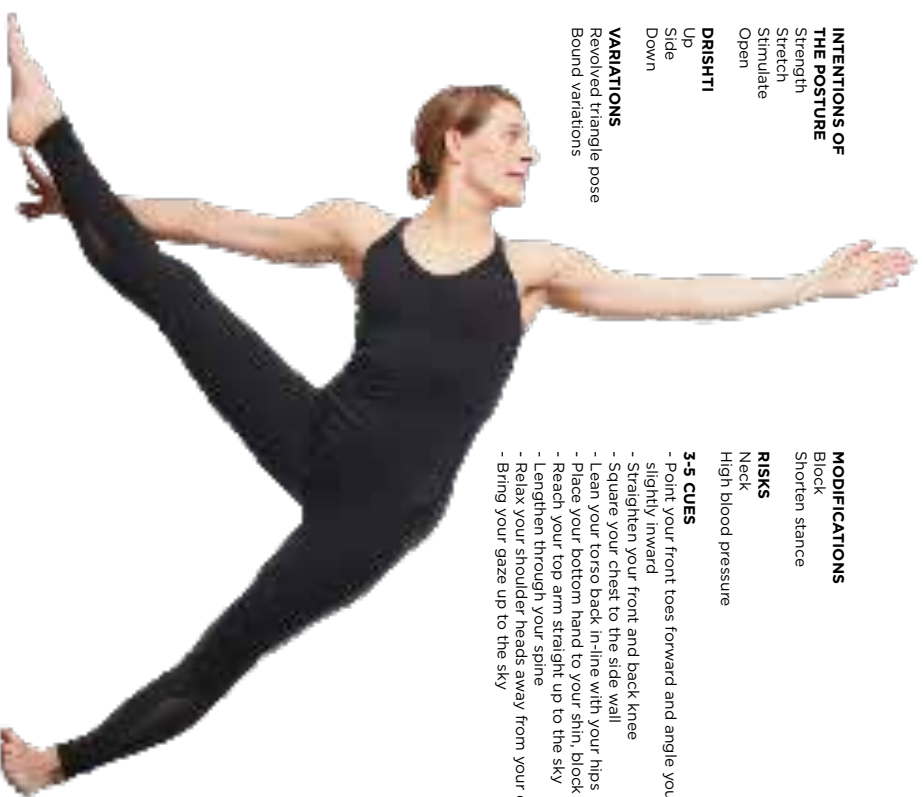 INTENTIONS OF
THE POSTURE
Strength
Stretch
Stimulate
Open
DRISHTI
Up
Side
Down
VARIATIONS
Revolved triangle pose
Bound variations
MODIFICATIONS
Block
Shorten stance
RISKS
Neck
High blood pressure
3-5 CUES
- Point your front toes forward and angle you
slightly inward
- Straighten your front and back knee
- Square your chest to the side wall
- Lean your torso back in-line with your hips
- Place your bottom hand to your shin, block
- Reach your top arm straight up to the sky
- Lengthen through your spine
- Relax your shoulder heads away from your
- Bring your gaze up to the sky